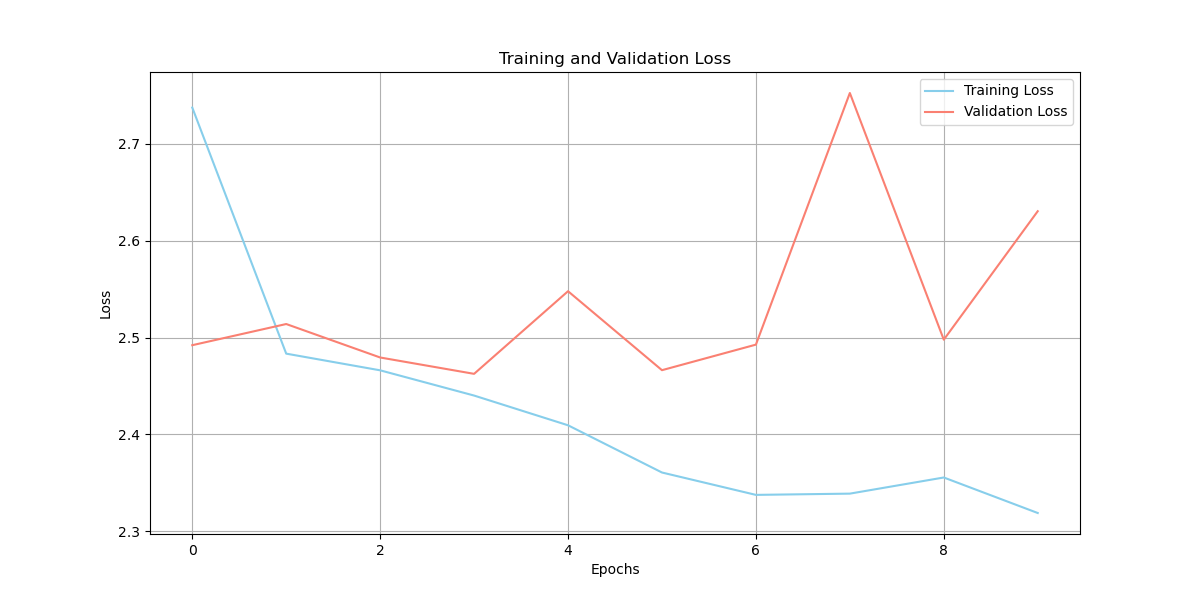 Training and Validation Loss
Training Loss
Validation Loss
2.7
2.6
2.5
2.4
2.3
Loss
0 2 4 6 8
Epochs